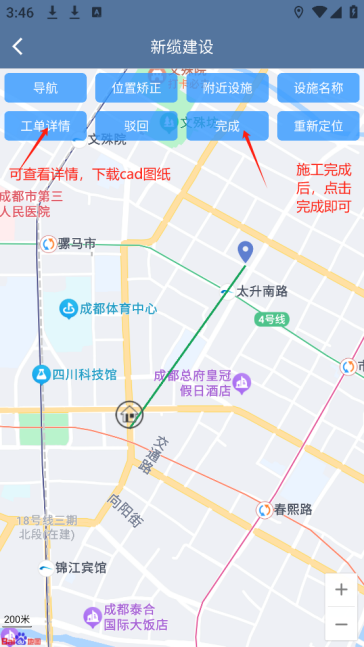 3:46
新缆建设
导航
位置矫正
附近设施
设施名称
工单详情
驳回
完成
重新定位
文殊院
文殊坊
文殊院
可查看详情，下载cad图纸
施工完成
后，点击
完成即可
成都市第三
人民医院
骡马市
太升南路
成都体育中心
4号线
四川科技馆
成都总府皇冠
假日酒店
市
交通路
向阳街
春熙路
18号线三期
北段(在建)
锦江宾馆
成都泰合
国际大饭店
200米
+
−